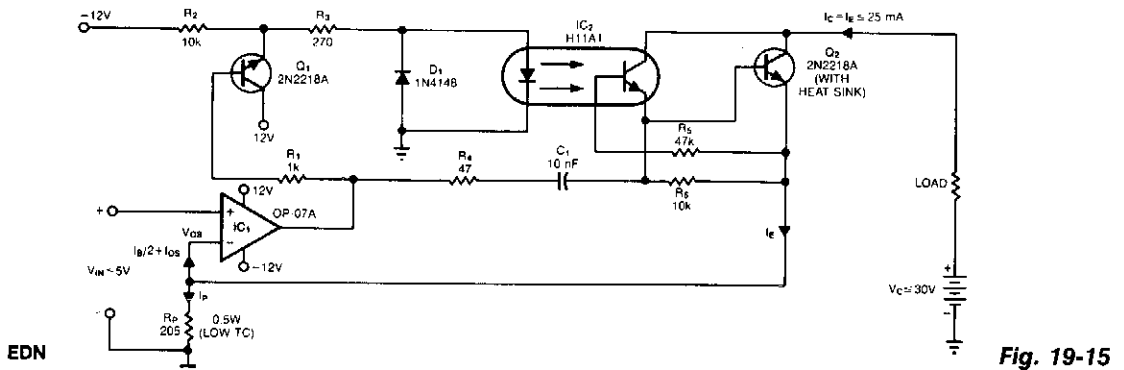 −12V
R2
10k
R3
270
IC2
H11A1
IC = IE ≤ 25 mA
Q1
2N2218A
12V
D1
1N4148
Q2
2N2218A
(WITH
HEAT SINK)
R5
47k
R1
1k
R4
47
C1
10 nF
R6
10k
LOAD
12V
OP-07A
+
IC1
−
−12V
+
VOS
IB/2+IOS
VIN<5V
IP
RP
205
0.5W
(LOW TC)
IE
+
VC≤30V
−
EDN
Fig. 19-15